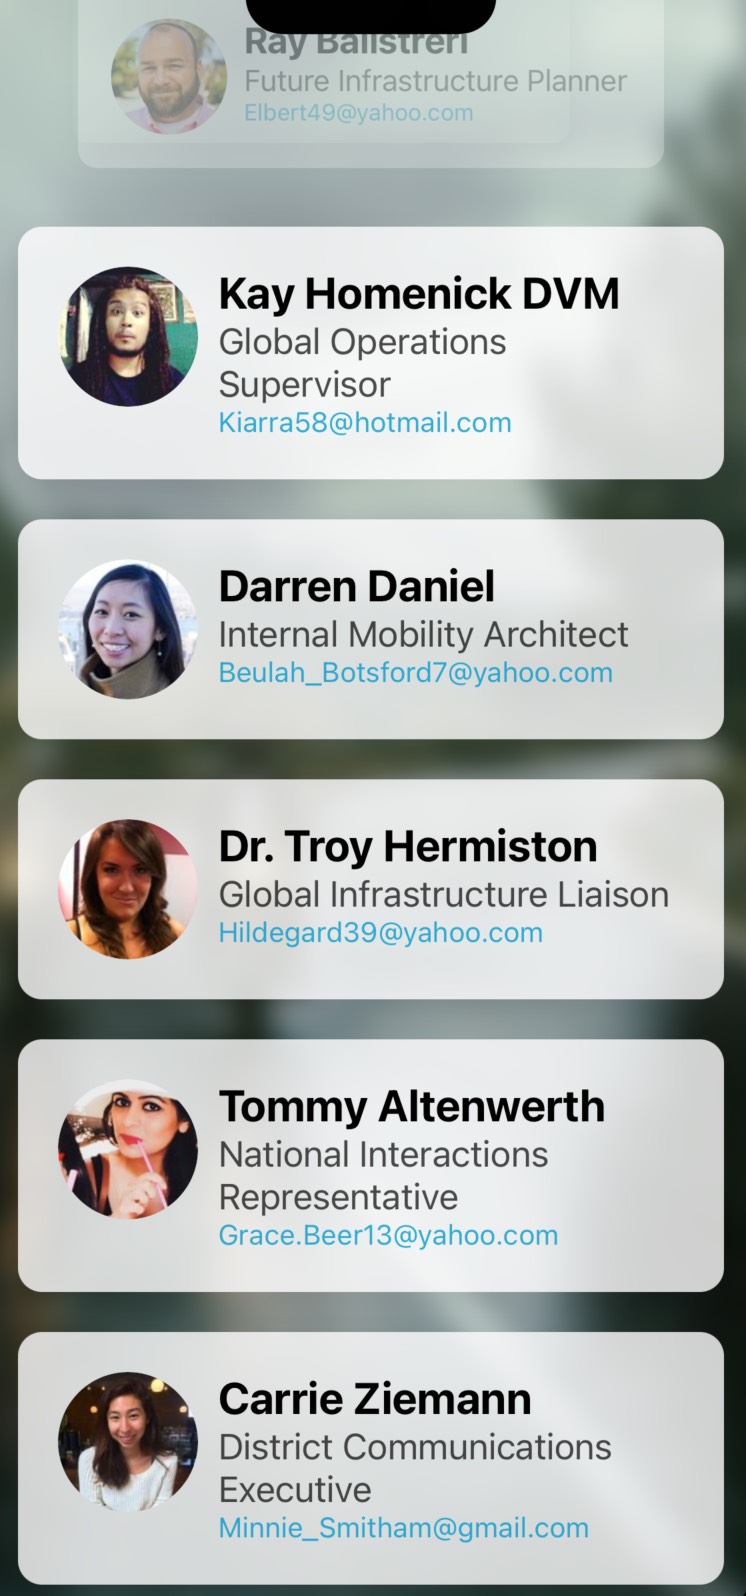 Ray Balistreri
Future Infrastructure Planner
Elbert49@yahoo.com
Kay Homenick DVM
Global Operations
Supervisor
Kiarra58@hotmail.com
Darren Daniel
Internal Mobility Architect
Beulah_Botsford7@yahoo.com
Dr. Troy Hermiston
Global Infrastructure Liaison
Hildegard39@yahoo.com
Tommy Altenwerth
National Interactions
Representative
Grace.Beer13@yahoo.com
Carrie Ziemann
District Communications
Executive
Minnie_Smitham@gmail.com